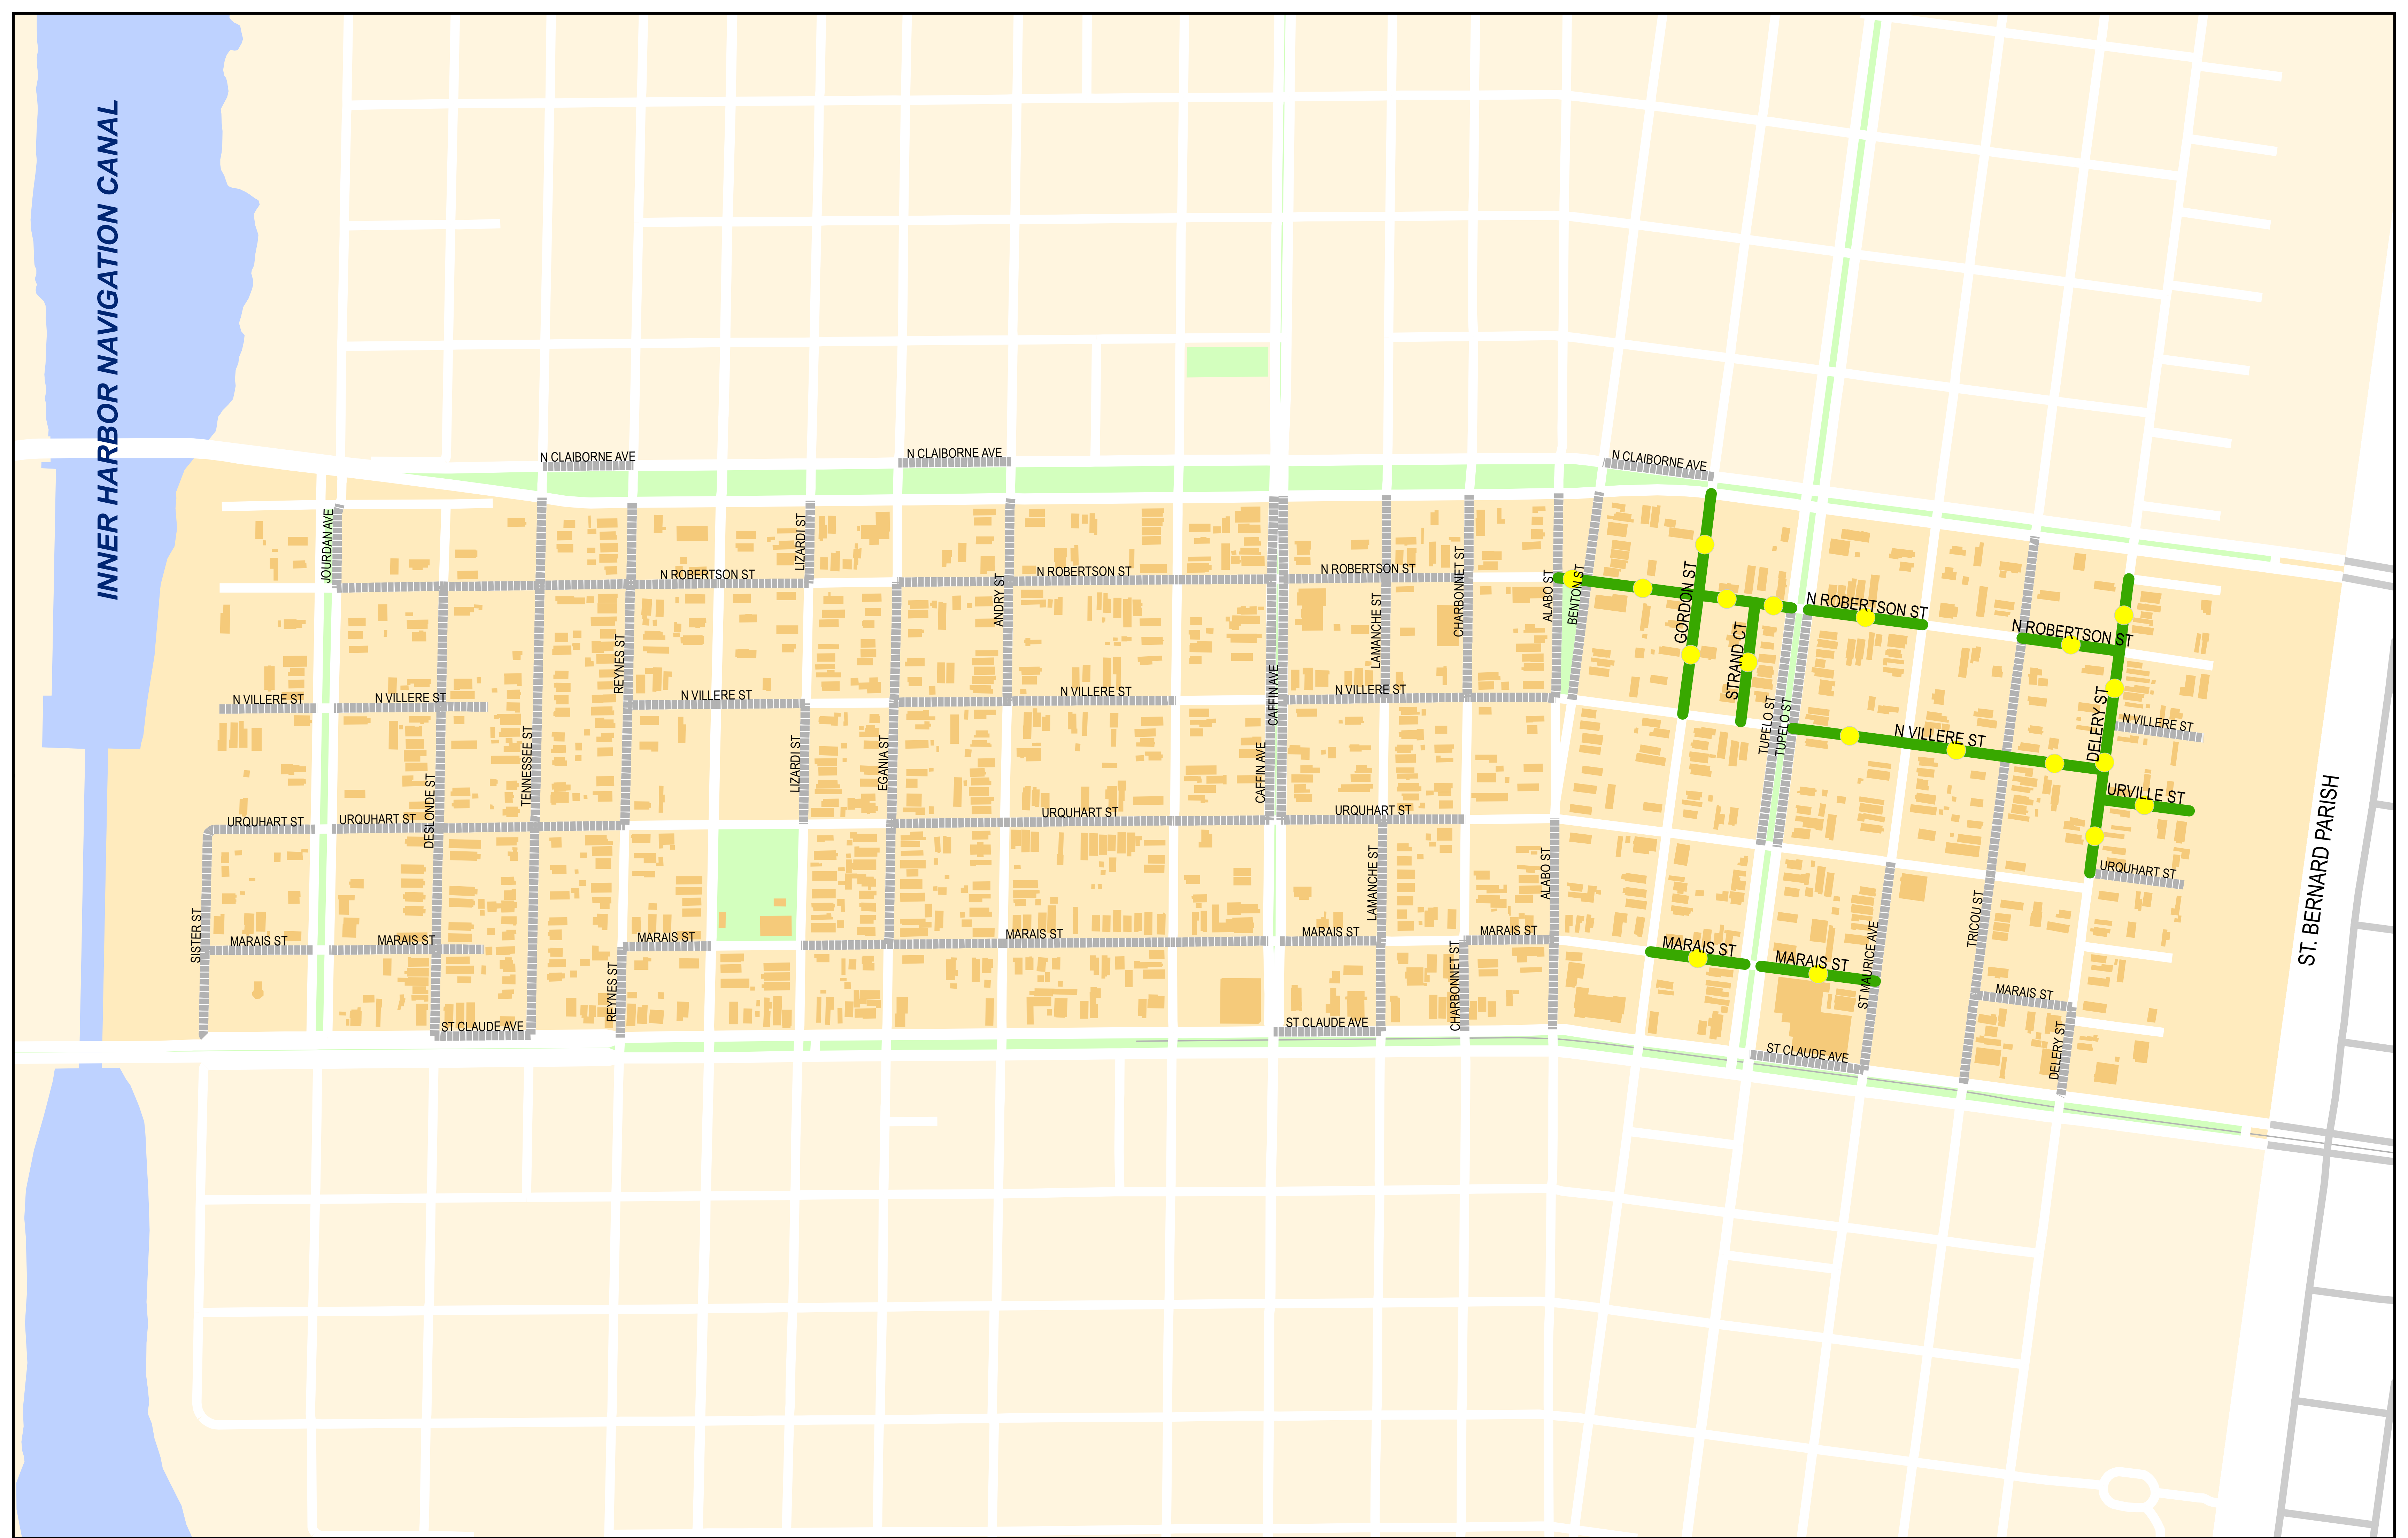 INNER HARBOR NAVIGATION CANAL
N CLAIBORNE AVE
N CLAIBORNE AVE
N CLAIBORNE AVE
JOURDAN AVE
LIZARDI ST
N ROBERTSON ST
N ROBERTSON ST
N ROBERTSON ST
N ROBERTSON ST
N ROBERTSON ST
ANDRY ST
LAMANCHE ST
CHARBONNET ST
ALABO ST
BENTON ST
GORDON ST
STRAND CT
REYNES ST
CAFFIN AVE
N VILLERE ST
N VILLERE ST
N VILLERE ST
N VILLERE ST
N VILLERE ST
N VILLERE ST
N VILLERE ST
TUPELO ST
TUPELO ST
DELERY ST
DESLONDE ST
TENNESSEE ST
LIZARDI ST
EGANIA ST
CAFFIN AVE
URVILLE ST
URQUHART ST
URQUHART ST
URQUHART ST
URQUHART ST
URQUHART ST
ST. BERNARD PARISH
SISTER ST
LAMANCHE ST
ALABO ST
TRICOU ST
ST MAURICE AVE
MARAIS ST
MARAIS ST
MARAIS ST
MARAIS ST
MARAIS ST
MARAIS ST
MARAIS ST
MARAIS ST
MARAIS ST
REYNES ST
CHARBONNET ST
DELERY ST
ST CLAUDE AVE
ST CLAUDE AVE
ST CLAUDE AVE